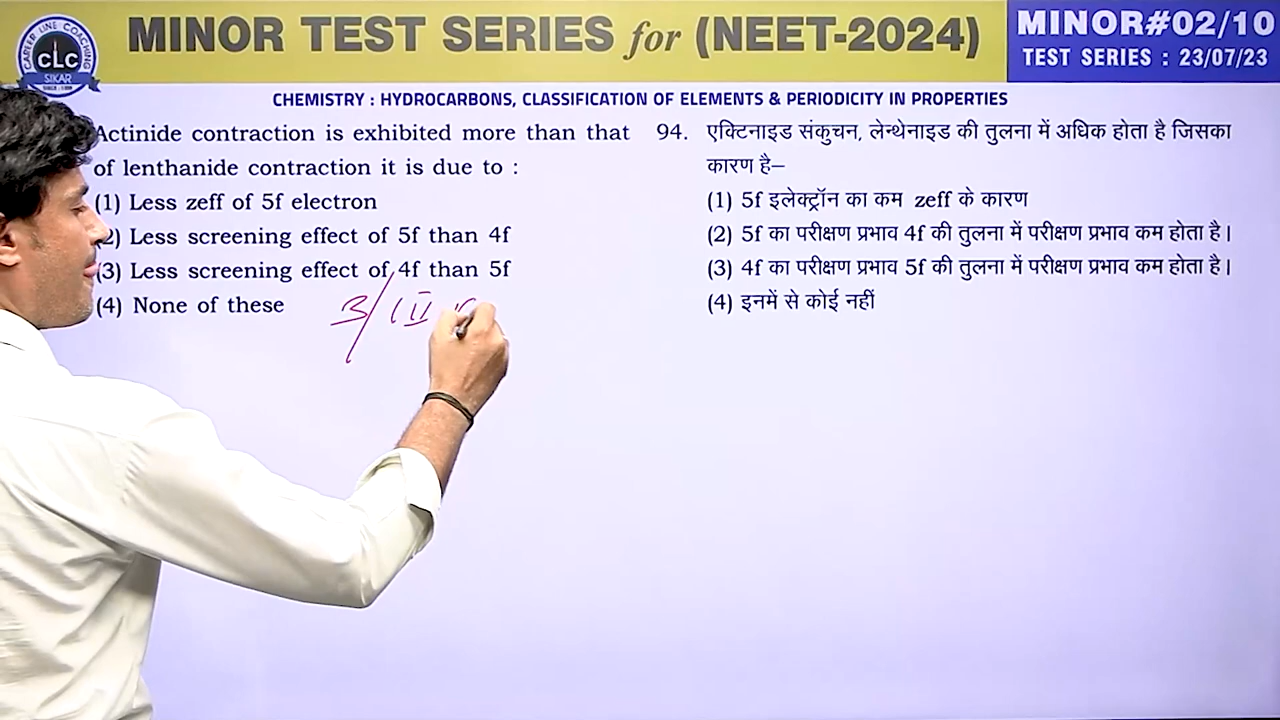 CAREER LINE COACHING
CLC
SIKAR
SINCE : 1996
MINOR TEST SERIES for (NEET-2024)
MINOR#02/10
TEST SERIES : 23/07/23
CHEMISTRY : HYDROCARBONS, CLASSIFICATION OF ELEMENTS & PERIODICITY IN PROPERTIES
Actinide contraction is exhibited more than that
of lenthanide contraction it is due to :
(1) Less zeff of 5f electron
(2) Less screening effect of 5f than 4f
(3) Less screening effect of 4f than 5f
(4) None of these
3/ (II
94. एक्टिनाइड संकुचन, लेन्थेनाइड की तुलना में अधिक होता है जिसका
कारण है–
(1) 5f इलेक्ट्रॉन का कम zeff के कारण
(2) 5f का परीक्षण प्रभाव 4f की तुलना में परीक्षण प्रभाव कम होता है।
(3) 4f का परीक्षण प्रभाव 5f की तुलना में परीक्षण प्रभाव कम होता है।
(4) इनमें से कोई नहीं